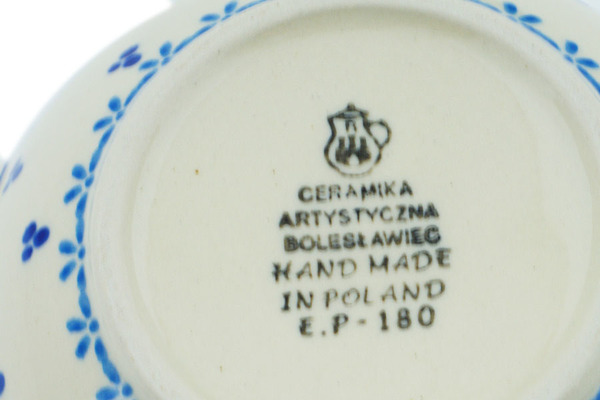 CERAMIKA
ARTYSTYCZNA
BOLESŁAWIEC
HAND MADE
IN POLAND
E.P-180